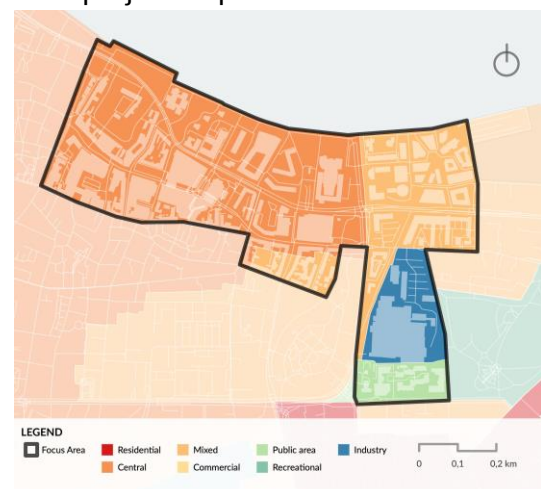 LEGEND
Focus Area Residential Mixed Public area Industry
Central Commercial Recreational
0 0,1 0,2 km